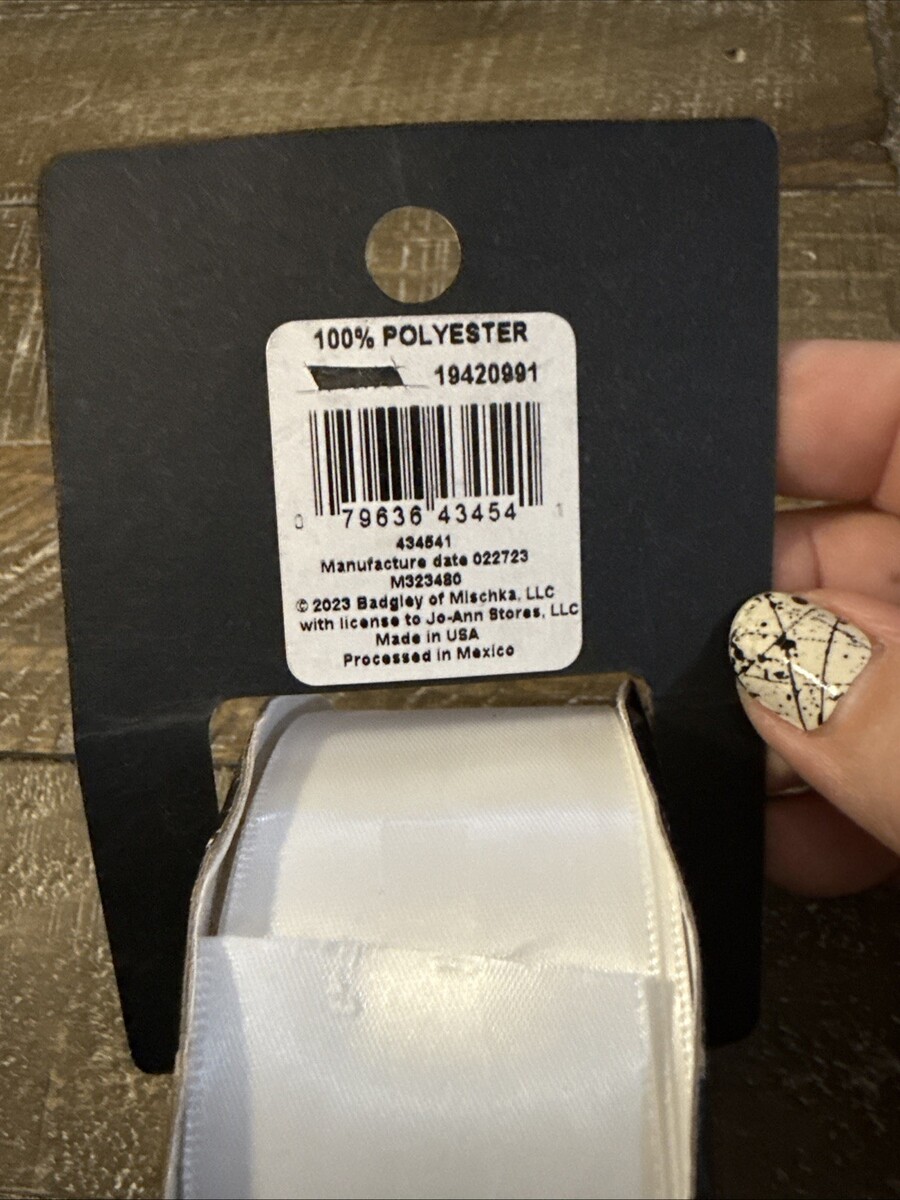 100% POLYESTER
19420991
0 79636 43454 1
434541
Manufacture date 022723
M323480
© 2023 Badgley of Mischka, LLC
with license to Jo-Ann Stores, LLC
Made in USA
Processed in Mexico